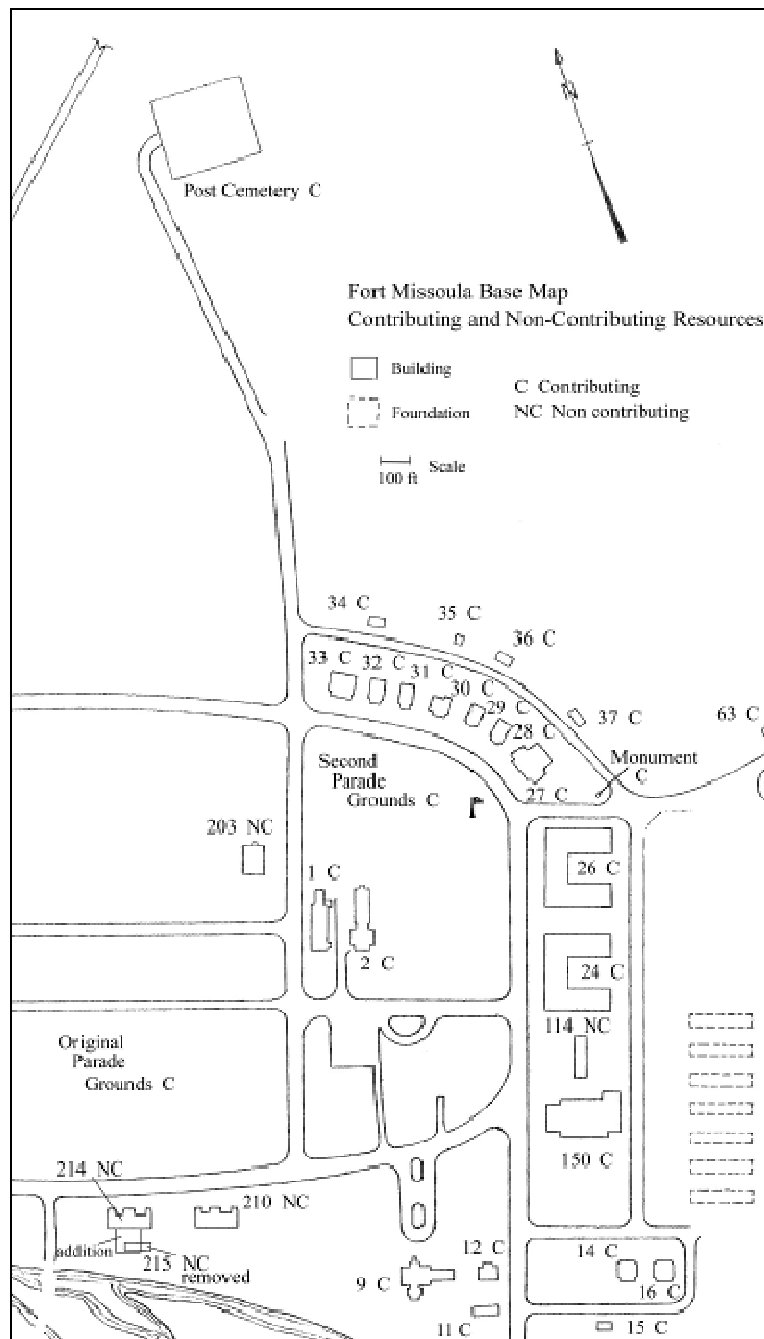 N
Post Cemetery C
Fort Missoula Base Map
Contributing and Non-Contributing Resources
Building
C Contributing
Foundation
NC Non contributing
Scale
100 ft
34 C
35 C
36 C
33 C
32 C
31 C
30 C
29 C
28 C
37 C
63 C
Monument
C
27 C
Second
Parade
Grounds C
203 NC
1 C
26 C
2 C
24 C
114 NC
Original
Parade
Grounds C
150 C
214 NC
210 NC
addition
215 NC
removed
9 C
12 C
14 C
16 C
11 C
15 C